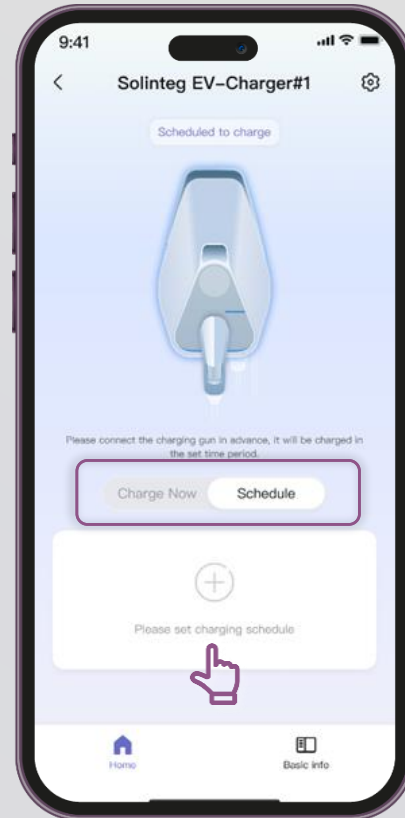 9:41
Solinteg EV-Charger#1
Scheduled to charge
Please connect the charging gun in advance, it will be charged in
the set time period.
Charge Now Schedule
Please set charging schedule
Home Basic info